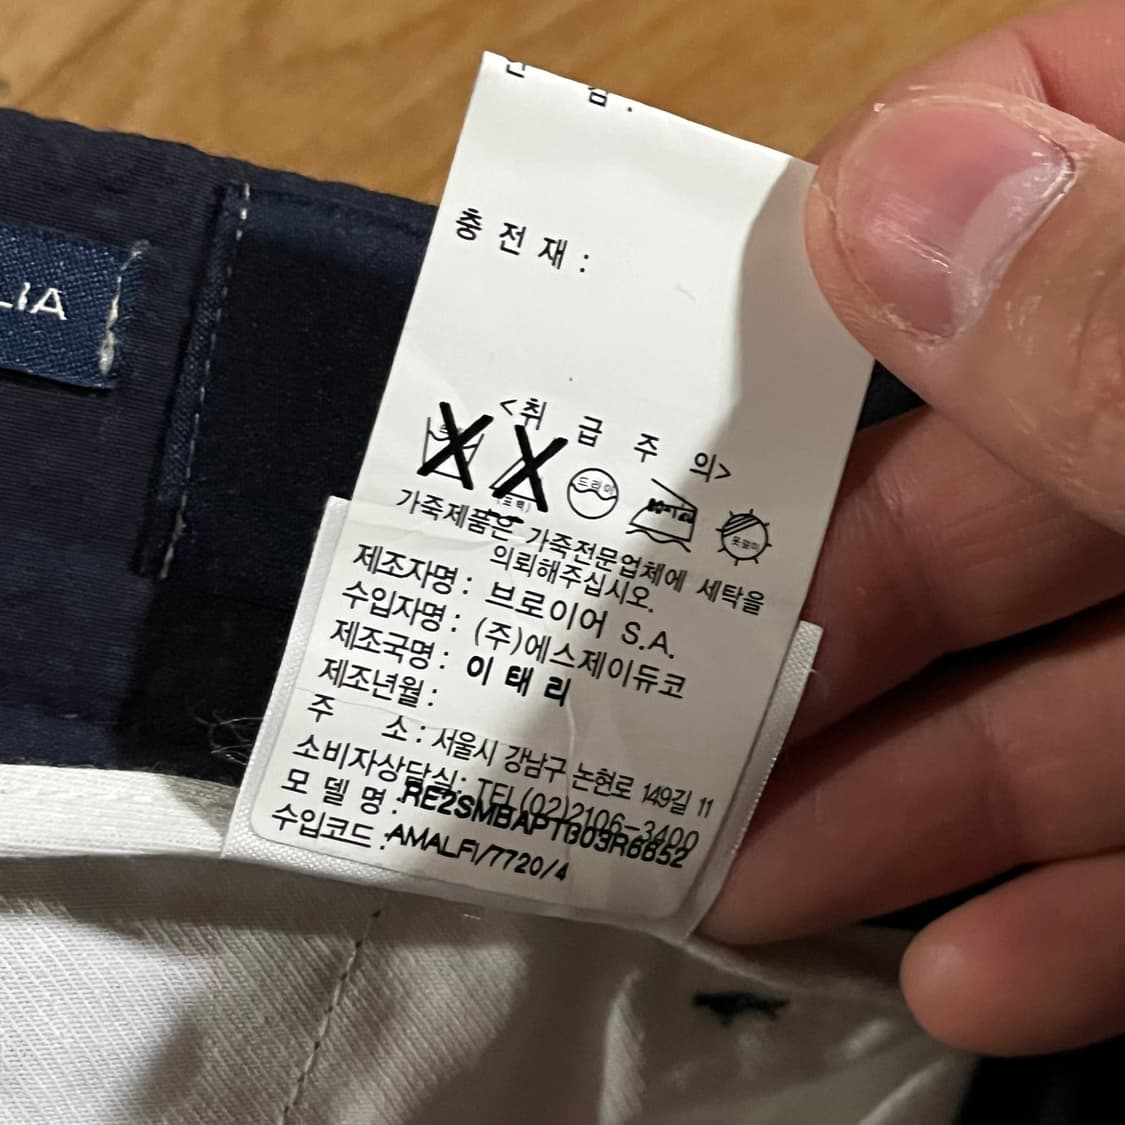 LIA
충 전 재 :
<취 급 주 의>
드라이
옷걸이
가죽제품은 가죽전문업체에 세탁을
의뢰해주십시오.
제조자명 : 브로이어 S.A.
수입자명 : (주)에스제이듀코
제조국명 : 이 태 리
제조년월 :
주 소 : 서울시 강남구 논현로 149길 11
소비자상담실: TEL(02)2106-3400
모 델 명 : RE2SMBAPTB03R6852
수입코드 : AMALFI/7720/4